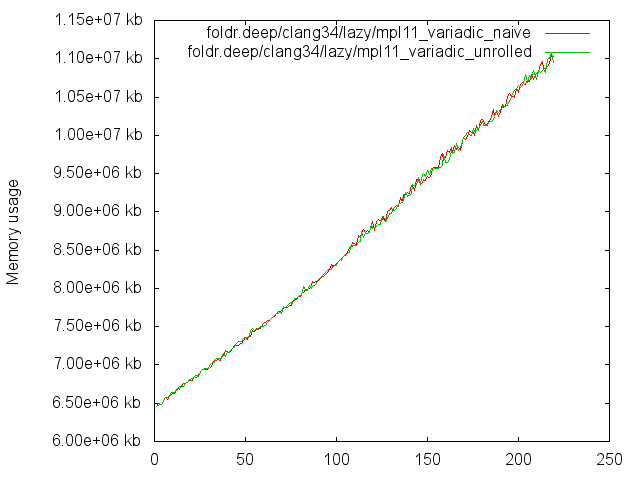 1.15e+07 kb
foldr.deep/clang34/lazy/mpl11_variadic_naive
foldr.deep/clang34/lazy/mpl11_variadic_unrolled
1.10e+07 kb
1.05e+07 kb
1.00e+07 kb
9.50e+06 kb
9.00e+06 kb
8.50e+06 kb
8.00e+06 kb
7.50e+06 kb
7.00e+06 kb
6.50e+06 kb
6.00e+06 kb
Memory usage
0 50 100 150 200 250